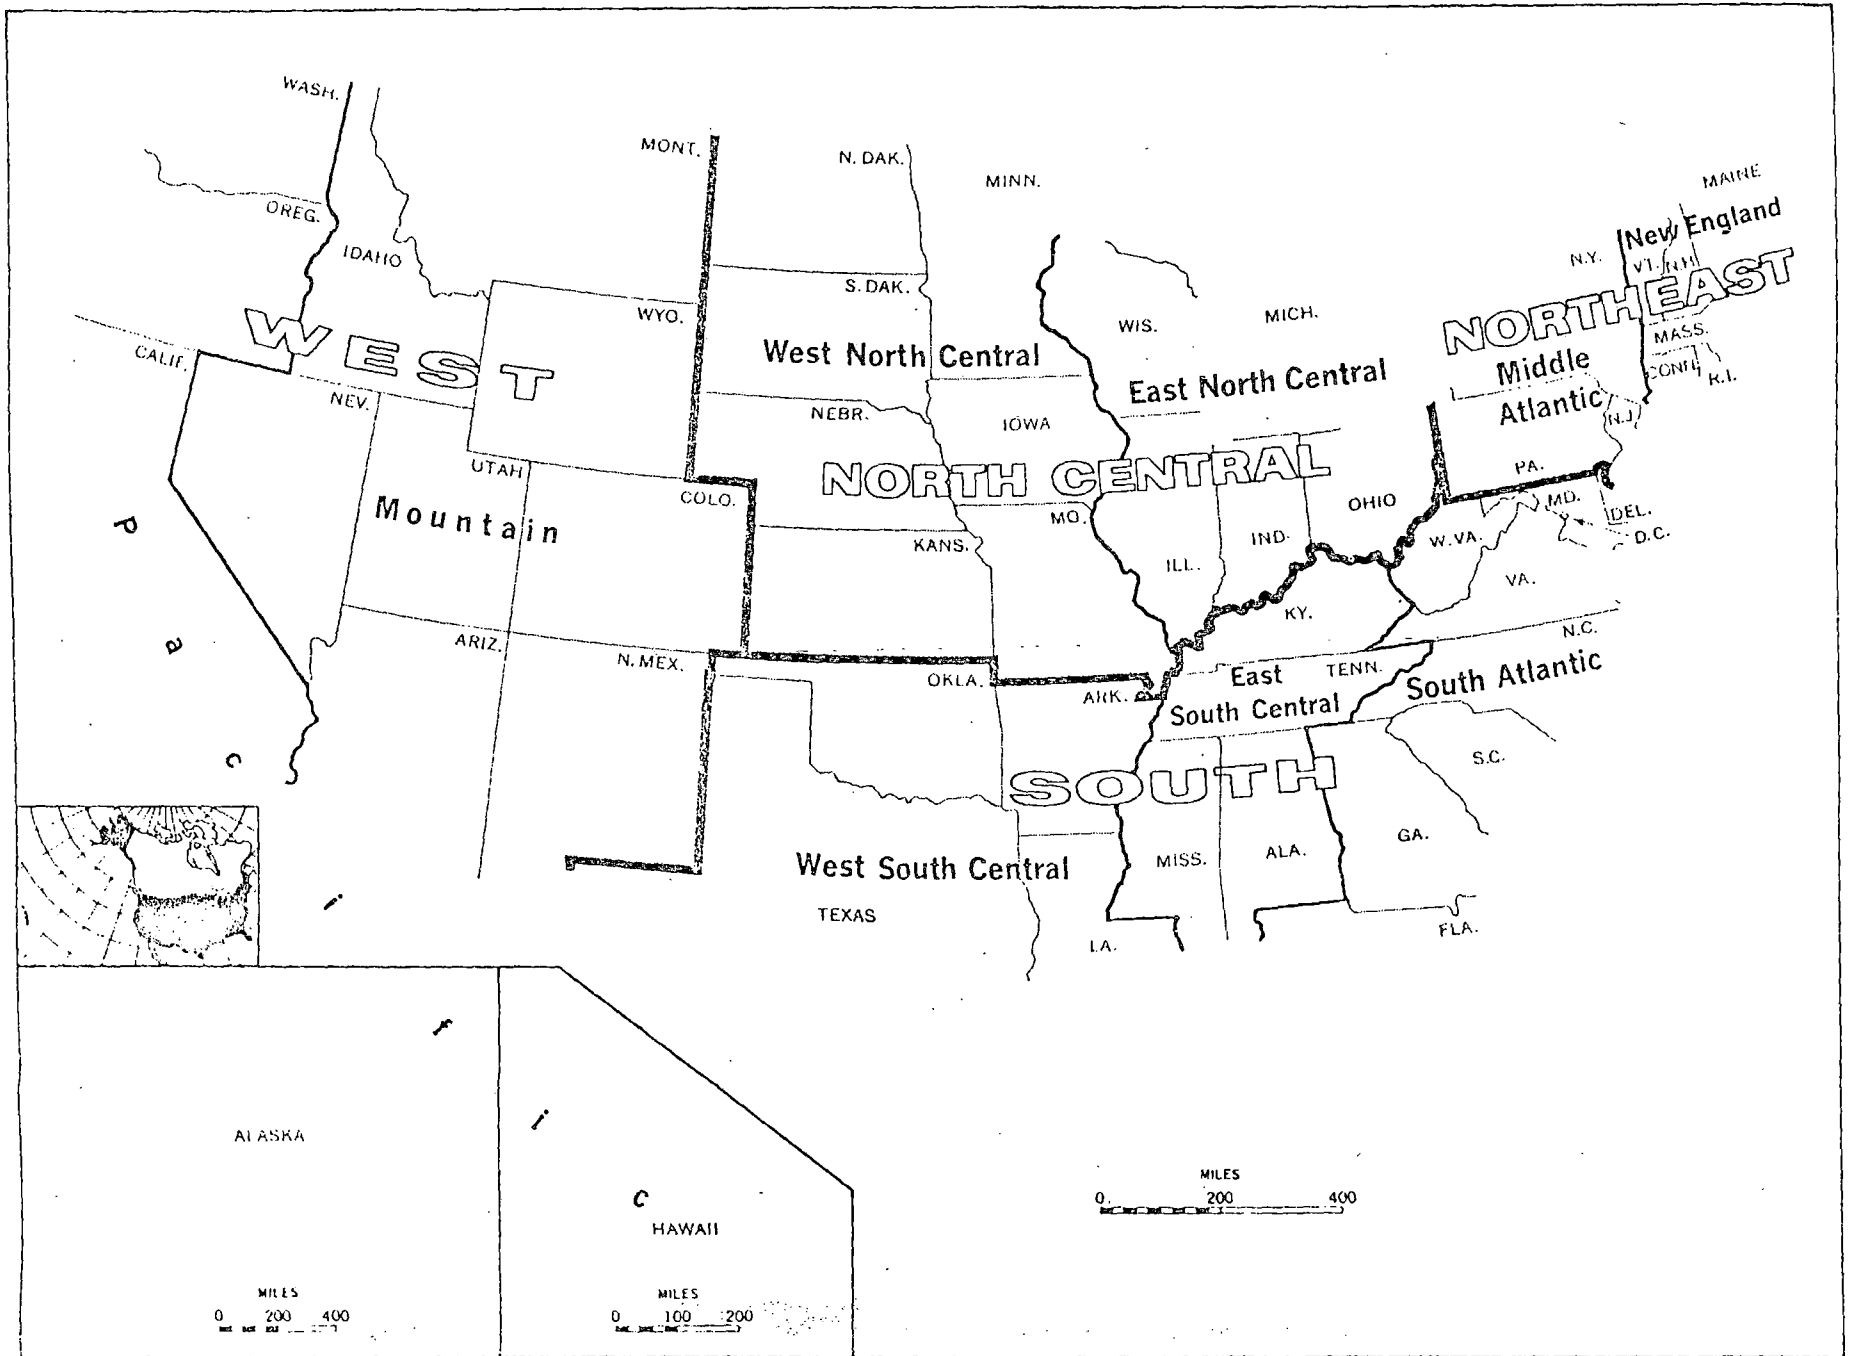 WASH.
MONT.
N. DAK.
MINN.
MAINE
OREG.
IDAHO
New England
N.Y.
VT.
N.H.
S. DAK.
WYO.
WIS.
MICH.
NORTHEAST
WEST
CALIF.
West North Central
East North Central
MASS.
Middle
Atlantic
CONN.
R.I.
NEV.
NEBR.
IOWA
N.J.
UTAH
COLO.
NORTH CENTRAL
PA.
Mountain
MO.
OHIO
MD.
DEL.
D.C.
KANS.
ILL.
IND.
W.VA.
VA.
KY.
ARIZ.
N. MEX.
OKLA.
ARK.
East
South Central
TENN.
N.C.
South Atlantic
SOUTH
S.C.
West South Central
MISS.
ALA.
GA.
TEXAS
LA.
FLA.
Pacific
ALASKA
HAWAII
MILES
0 200 400
MILES
0 200 400
MILES
0 100 200